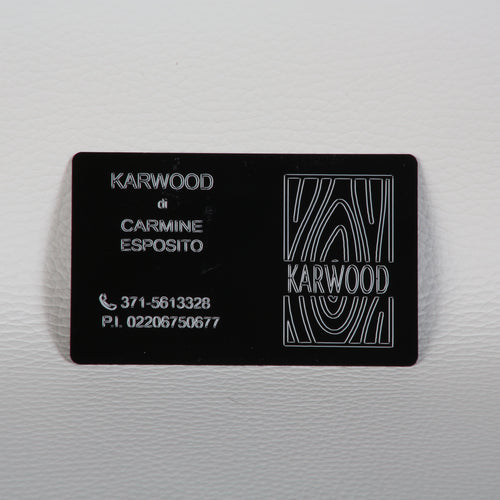 KARWOOD
di
CARMINE
ESPOSITO
371-5613328
P.I. 02206750677
KARWOOD